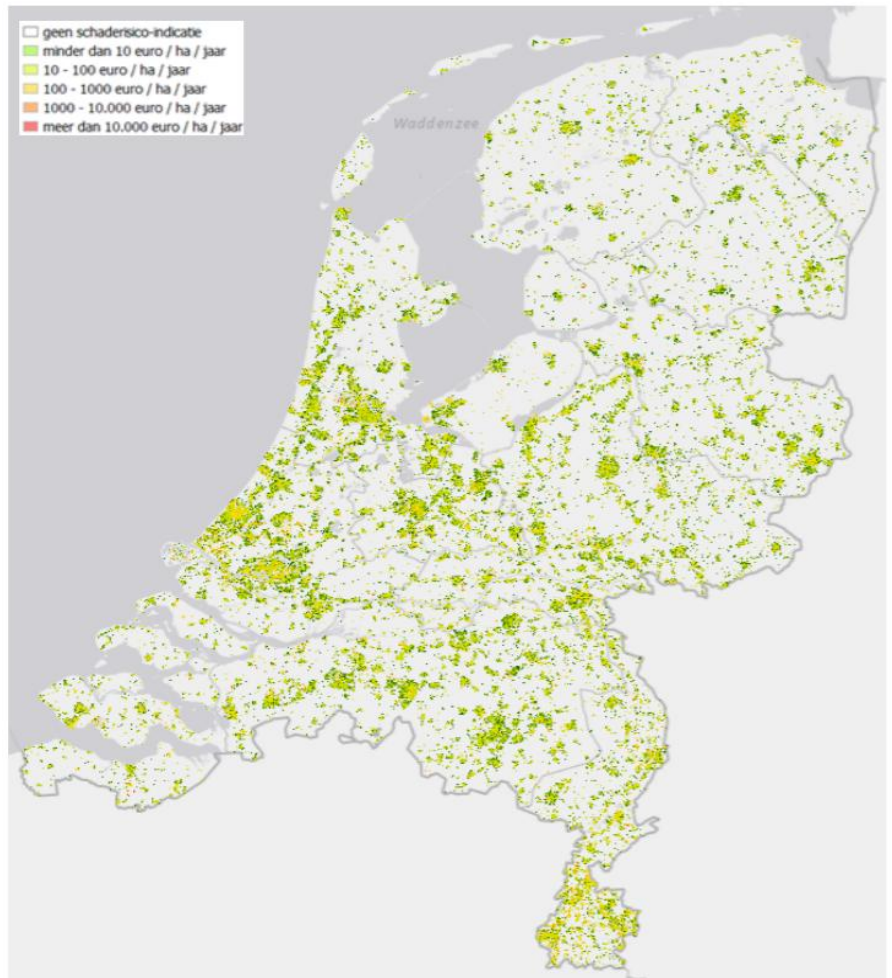 geen schaderisico-indicatie
minder dan 10 euro / ha / jaar
10 - 100 euro / ha / jaar
100 - 1000 euro / ha / jaar
1000 - 10.000 euro / ha / jaar
meer dan 10.000 euro / ha / jaar
Waddenzee